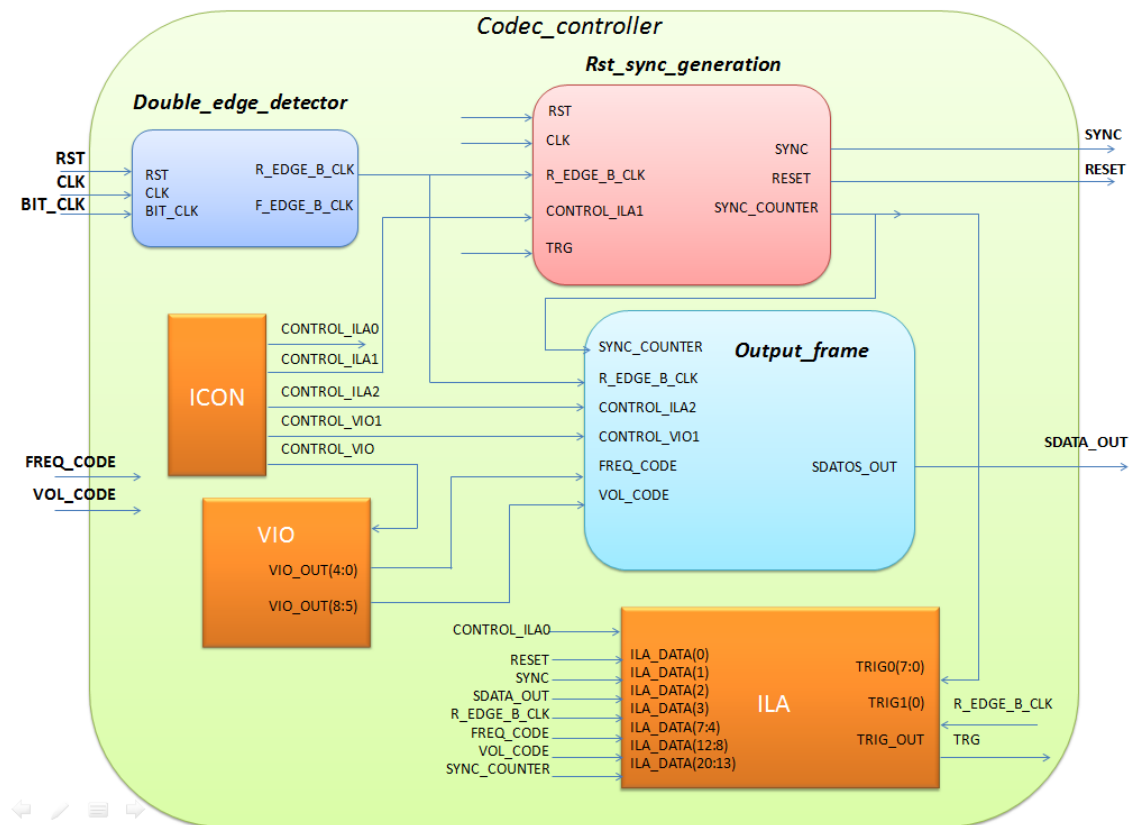 Codec_controller
Rst_sync_generation
Double_edge_detector
RST
CLK
BIT_CLK
RST
CLK
BIT_CLK
R_EDGE_B_CLK
F_EDGE_B_CLK
RST
CLK
R_EDGE_B_CLK
CONTROL_ILA1
TRG
SYNC
RESET
SYNC_COUNTER
SYNC
RESET
ICON
CONTROL_ILA0
CONTROL_ILA1
CONTROL_ILA2
CONTROL_VIO1
CONTROL_VIO
Output_frame
SYNC_COUNTER
R_EDGE_B_CLK
CONTROL_ILA2
CONTROL_VIO1
FREQ_CODE
VOL_CODE
SDATOS_OUT
SDATA_OUT
FREQ_CODE
VOL_CODE
VIO
VIO_OUT(4:0)
VIO_OUT(8:5)
CONTROL_ILA0
RESET
SYNC
SDATA_OUT
R_EDGE_B_CLK
FREQ_CODE
VOL_CODE
SYNC_COUNTER
ILA_DATA(0)
ILA_DATA(1)
ILA_DATA(2)
ILA_DATA(3)
ILA_DATA(7:4)
ILA_DATA(12:8)
ILA_DATA(20:13)
ILA
TRIG0(7:0)
TRIG1(0)
TRIG_OUT
R_EDGE_B_CLK
TRG